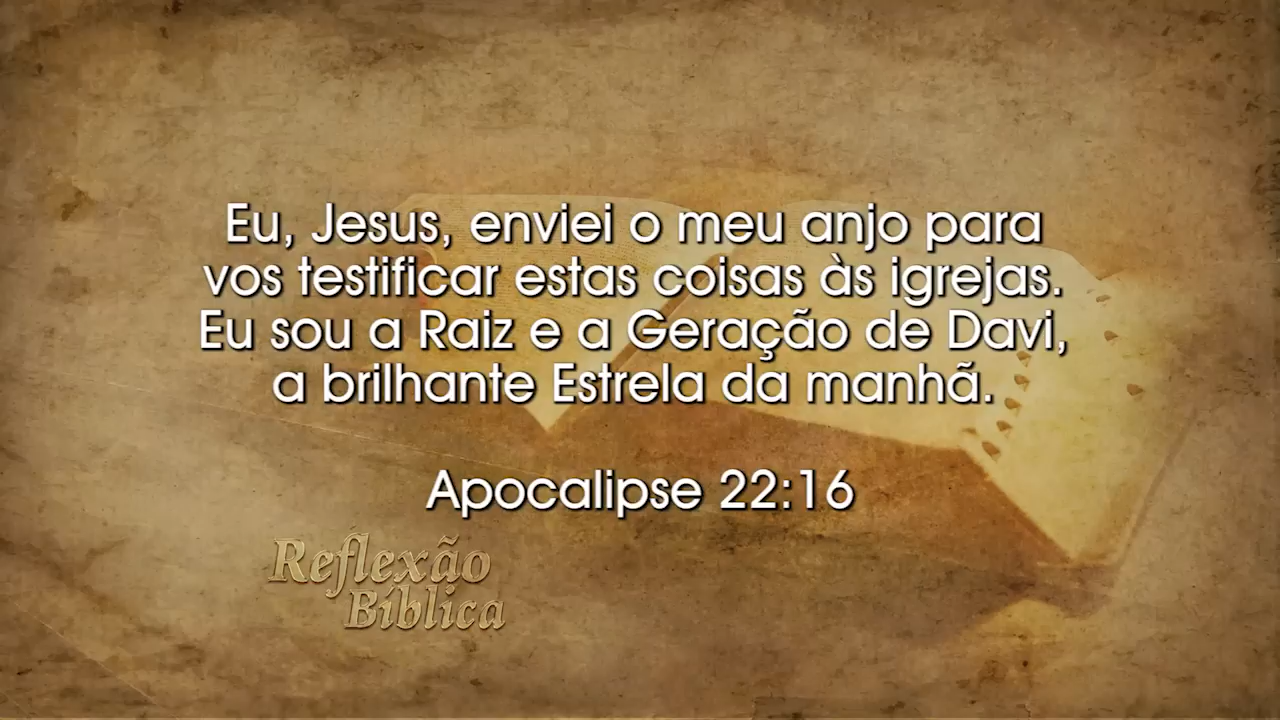 Eu, Jesus, enviei o meu anjo para
vos testificar estas coisas às igrejas.
Eu sou a Raiz e a Geração de Davi,
a brilhante Estrela da manhã.
Apocalipse 22:16
Reflexão
Bíblica